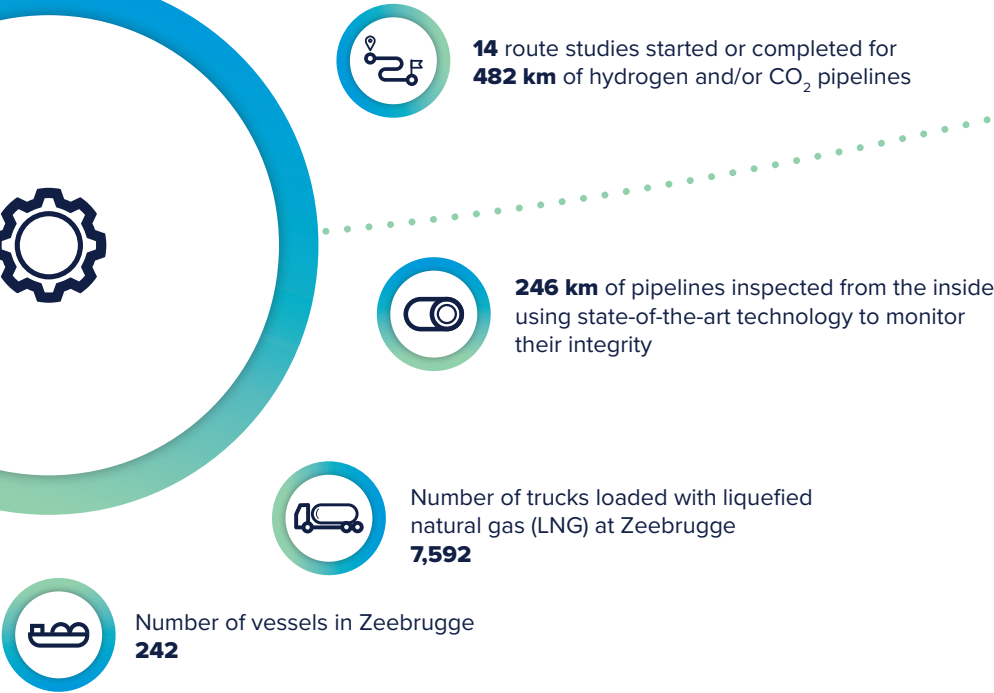 14 route studies started or completed for
482 km of hydrogen and/or CO₂ pipelines
246 km of pipelines inspected from the inside
using state-of-the-art technology to monitor
their integrity
Number of trucks loaded with liquefied
natural gas (LNG) at Zeebrugge
7,592
Number of vessels in Zeebrugge
242